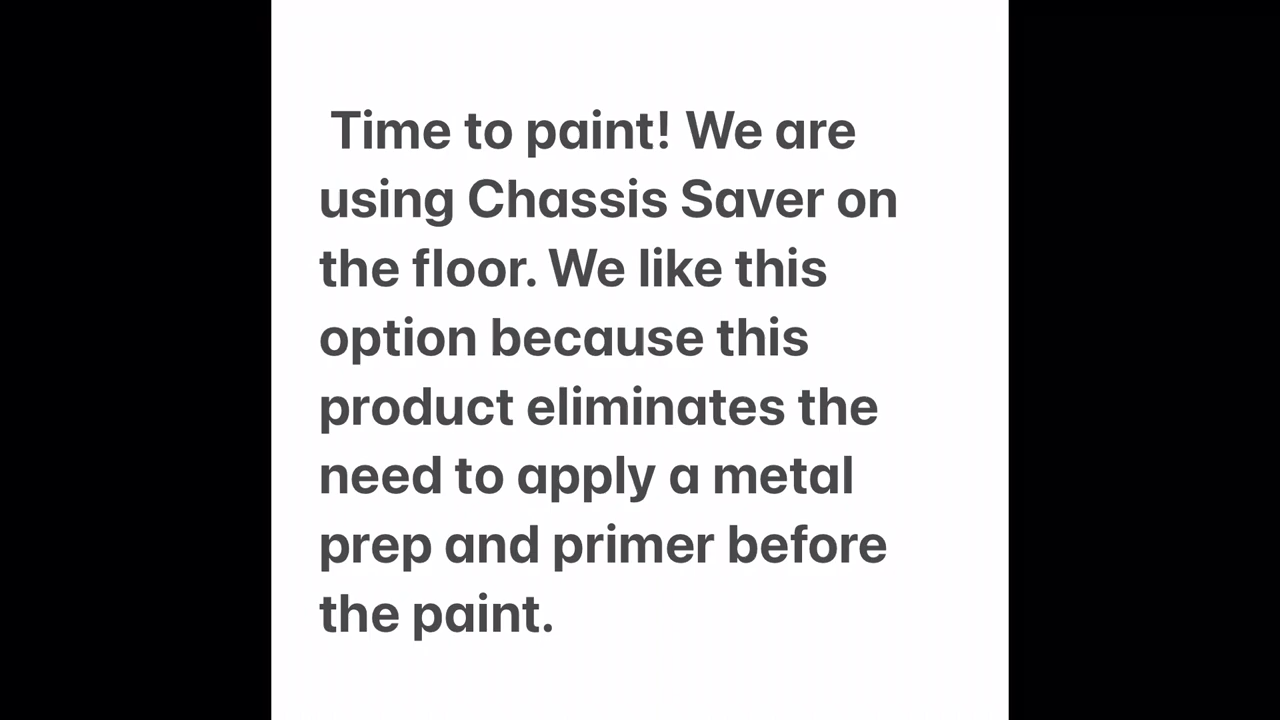 Time to paint! We are
using Chassis Saver on
the floor. We like this
option because this
product eliminates the
need to apply a metal
prep and primer before
the paint.